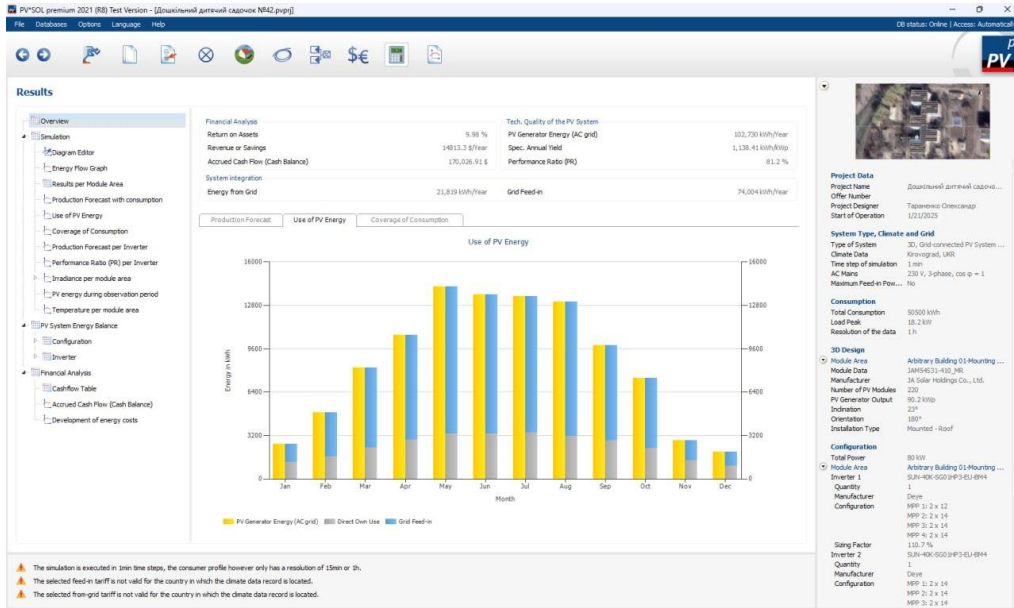 PV*SOL premium 2021 (R8) Test Version - [Дошкільний дитячий садочок №42.pvprj]
File Databases Options Language Help
DB status: Online | Access: Automatically
PV
Results
Overview
Simulation
Diagram Editor
Energy Flow Graph
Results per Module Area
Production Forecast with consumption
Use of PV Energy
Coverage of Consumption
Production Forecast per Inverter
Performance Ratio (PR) per Inverter
Irradiance per module area
PV energy during observation period
Temperature per module area
PV System Energy Balance
Configuration
Inverter
Financial Analysis
Cashflow Table
Accrued Cash Flow (Cash Balance)
Development of energy costs
Financial Analysis
Return on Assets 9.98 %
Revenue or Savings 14813.3 $/Year
Accrued Cash Flow (Cash Balance) 170,026.91 $
Tech. Quality of the PV System
PV Generator Energy (AC grid) 102,730 kWh/Year
Spec. Annual Yield 1,138.41 kWh/kWp
Performance Ratio (PR) 81.2 %
System integration
Energy from Grid 21,819 kWh/Year Grid Feed-in 74,004 kWh/Year
Production Forecast Use of PV Energy Coverage of Consumption
Use of PV Energy
16000 16000
12800 12800
9600 9600
6400 6400
3200 3200
0 0
Energy in kWh
Jan Feb Mar Apr May Jun Jul Aug Sep Oct Nov Dec
Month
PV Generator Energy (AC grid) Direct Own Use Grid Feed-in
The simulation is executed in 1min time steps, the consumer profile however only has a resolution of 15min or 1h.
The selected feed-in tariff is not valid for the country in which the climate data record is located.
The selected from-grid tariff is not valid for the country in which the climate data record is located.
Project Data
Project Name Дошкільний дитячий садочо...
Offer Number
Project Designer Тараненко Олександр
Start of Operation 1/21/2025
System Type, Climate and Grid
Type of System 3D, Grid-connected PV System ...
Climate Data Kirovograd, UKR
Time step of simulation 1 min
AC Mains 230 V, 3-phase, cos φ = 1
Maximum Feed-in Pow... No
Consumption
Total Consumption 50500 kWh
Load Peak 18.2 kW
Resolution of the data 1 h
3D Design
Module Area Arbitrary Building 01-Mounting ...
Module Data JAM54S31-410_MR
Manufacturer JA Solar Holdings Co., Ltd.
Number of PV Modules 220
PV Generator Output 90.2 kWp
Inclination 23°
Orientation 180°
Installation Type Mounted - Roof
Configuration
Total Power 80 kW
Module Area Arbitrary Building 01-Mounting ...
Inverter 1 SUN-40K-SG01HP3-EU-BM4
Quantity 1
Manufacturer Deye
Configuration MPP 1: 2 x 12
MPP 2: 2 x 14
MPP 3: 2 x 14
MPP 4: 2 x 14
Sizing Factor 110.7 %
Inverter 2 SUN-40K-SG01HP3-EU-BM4
Quantity 1
Manufacturer Deye
Configuration MPP 1: 2 x 14
MPP 2: 2 x 14
MPP 3: 2 x 14